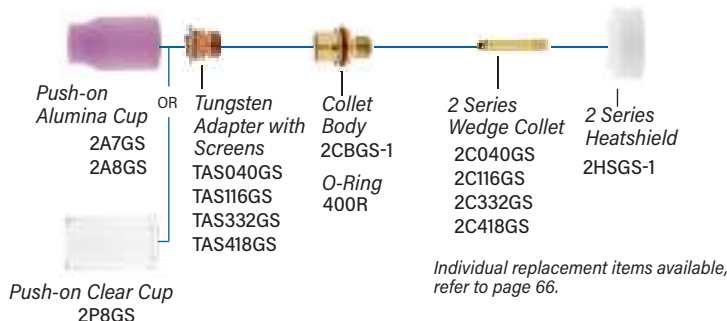 Push-on
Alumina Cup
2A7GS
2A8GS
OR
Tungsten
Adapter with
Screens
TAS040GS
TAS116GS
TAS332GS
TAS418GS
Collet
Body
2CBGS-1
O-Ring
400R
2 Series
Wedge Collet
2C040GS
2C116GS
2C332GS
2C418GS
2 Series
Heatshield
2HSGS-1
Individual replacement items available,
refer to page 66.
Push-on Clear Cup
2P8GS